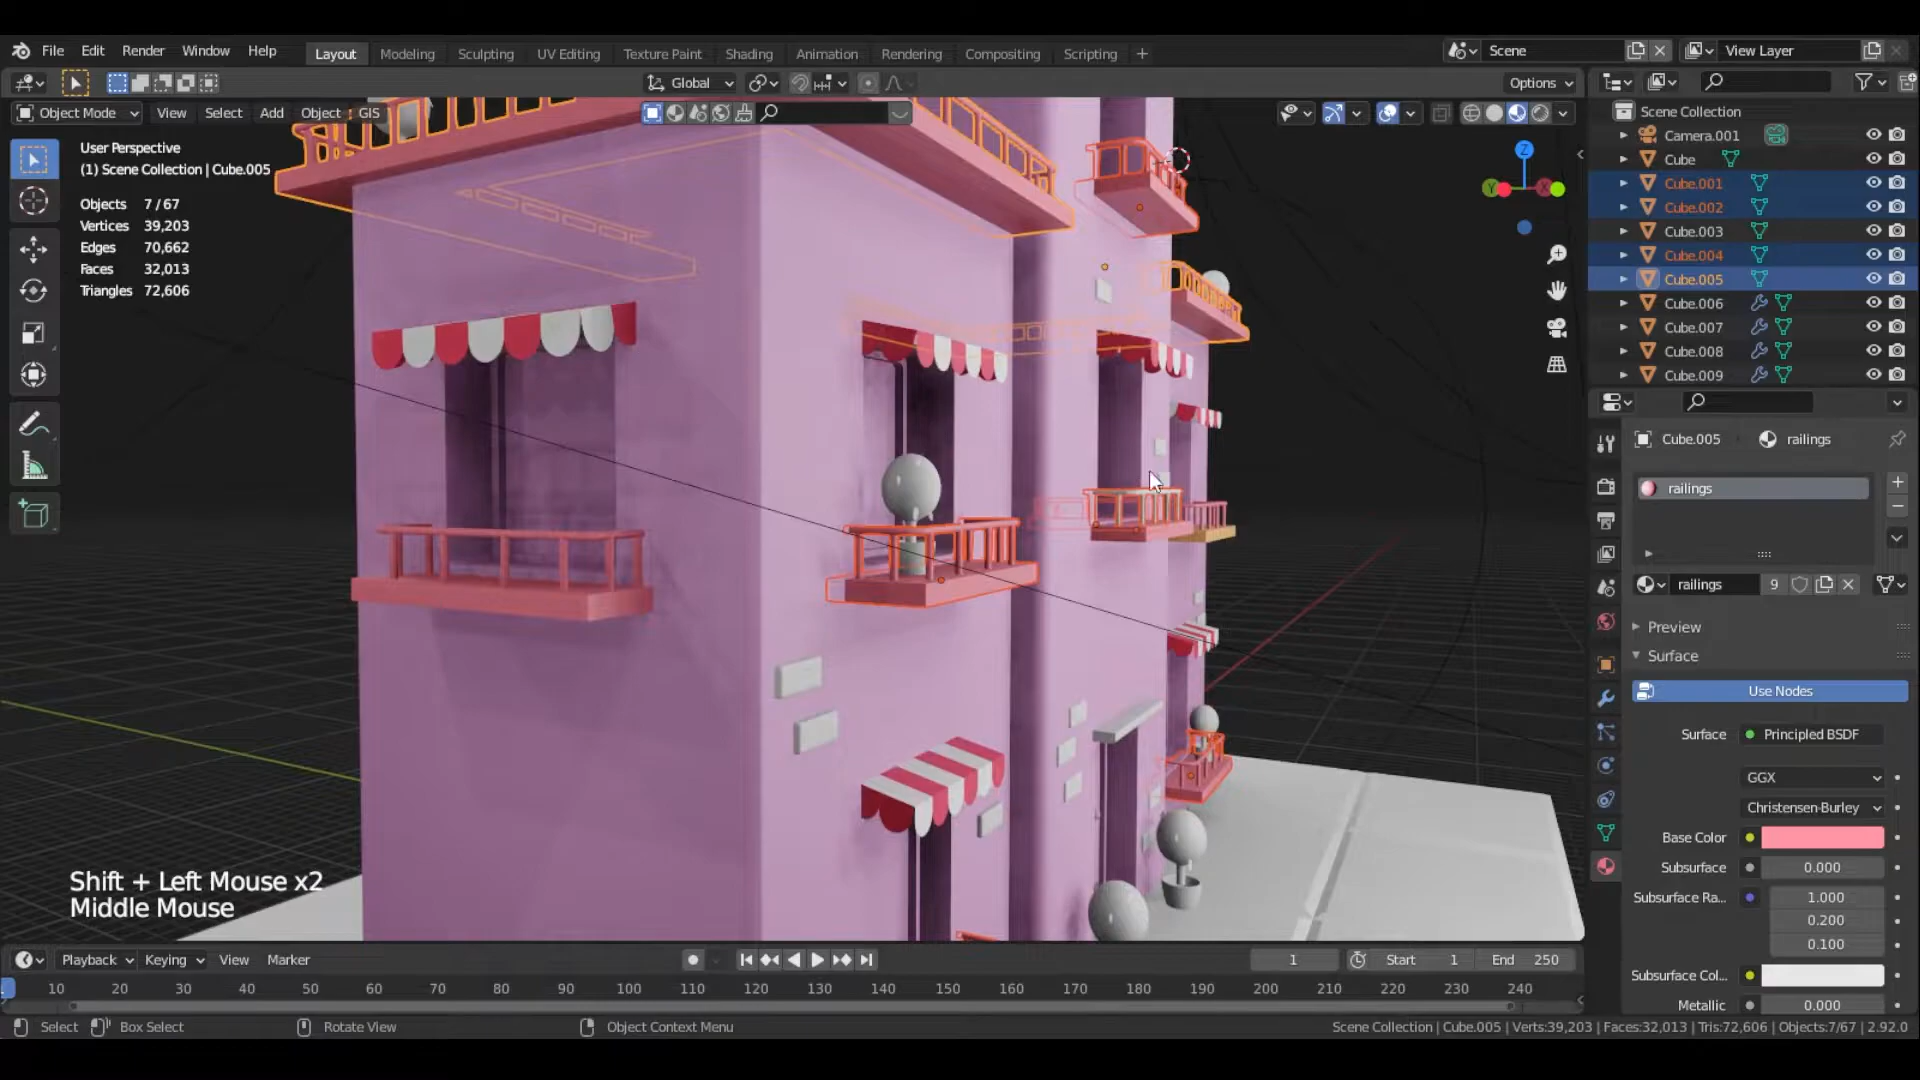 File Edit Render Window Help Layout Modeling Sculpting UV Editing Texture Paint Shading Animation Rendering Compositing Scripting + Scene View Layer
Global Options
Object Mode View Select Add Object GIS
Scene Collection
Camera.001
Cube
Cube.001
Cube.002
Cube.003
Cube.004
Cube.005
Cube.006
Cube.007
Cube.008
Cube.009
User Perspective
(1) Scene Collection | Cube.005
Objects 7 / 67
Vertices 39,203
Edges 70,662
Faces 32,013
Triangles 72,606
Z
Y
X
Cube.005 railings
railings
railings 9
Preview
Surface
Use Nodes
Surface Principled BSDF
GGX
Christensen-Burley
Base Color
Subsurface 0.000
Subsurface Ra... 1.000
0.200
0.100
Subsurface Col...
Metallic 0.000
Shift + Left Mouse x2
Middle Mouse
Playback Keying View Marker 1 Start 1 End 250
10 20 30 40 50 60 70 80 90 100 110 120 130 140 150 160 170 180 190 200 210 220 230 240
Select Box Select Rotate View Object Context Menu Scene Collection | Cube.005 | Verts:39,203 | Faces:32,013 | Tris:72,606 | Objects:7/67 | 2.92.0